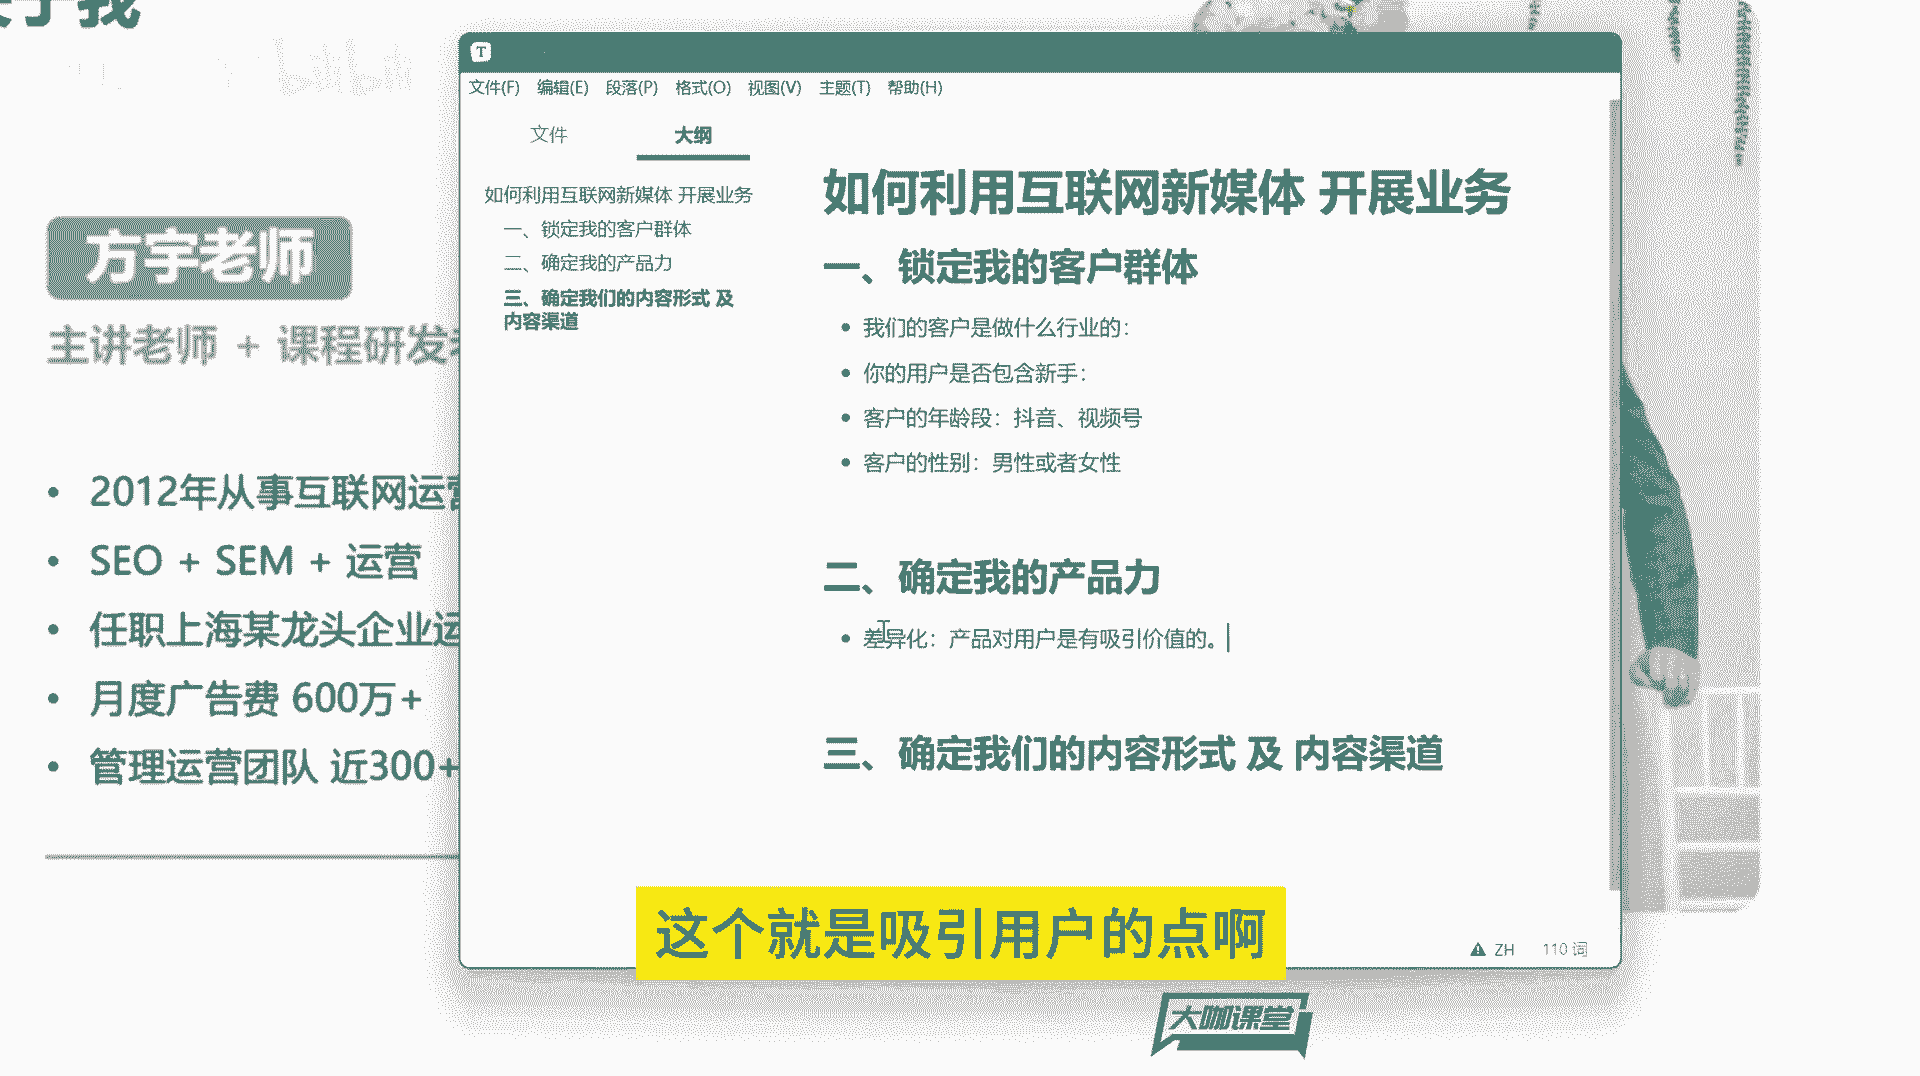 于我
bilibili
方宇老师
主讲老师 + 课程研发
• 2012年从事互联网运营
• SEO + SEM + 运营
• 任职上海某龙头企业运
• 月度广告费 600万+
• 管理运营团队 近300+
T
文件(F) 编辑(E) 段落(P) 格式(O) 视图(V) 主题(T) 帮助(H)
文件 大纲
如何利用互联网新媒体 开展业务
一、锁定我的客户群体
二、确定我的产品力
三、确定我们的内容形式 及
内容渠道
如何利用互联网新媒体 开展业务
一、锁定我的客户群体
• 我们的客户是做什么行业的：
• 你的用户是否包含新手：
• 客户的年龄段：抖音、视频号
• 客户的性别：男性或者女性
二、确定我的产品力
• 差异化：产品对用户是有吸引价值的。
三、确定我们的内容形式 及 内容渠道
这个就是吸引用户的点啊
ZH 110 词
大咖课堂